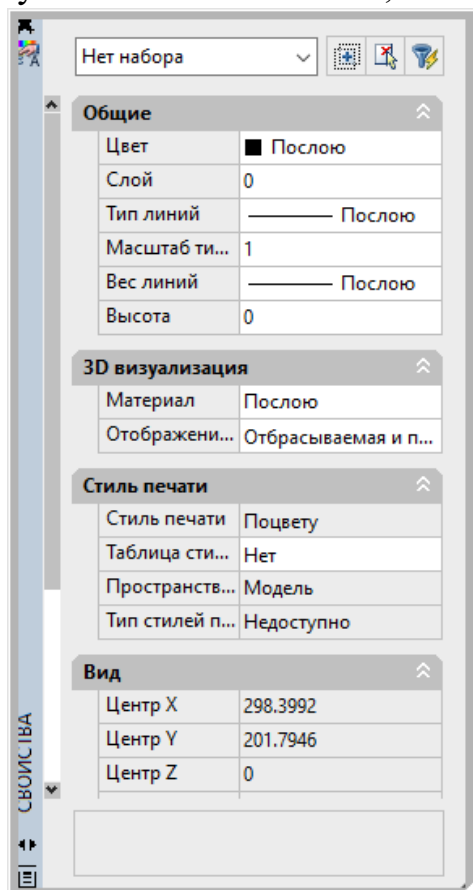 Нет набора
Общие
Цвет Послою
Слой 0
Тип линий Послою
Масштаб ти... 1
Вес линий Послою
Высота 0
3D визуализация
Материал Послою
Отображени... Отбрасываемая и п...
Стиль печати
Стиль печати Поцвету
Таблица сти... Нет
Пространств... Модель
Тип стилей п... Недоступно
Вид
Центр X 298.3992
Центр Y 201.7946
Центр Z 0
СВОЙСТВА